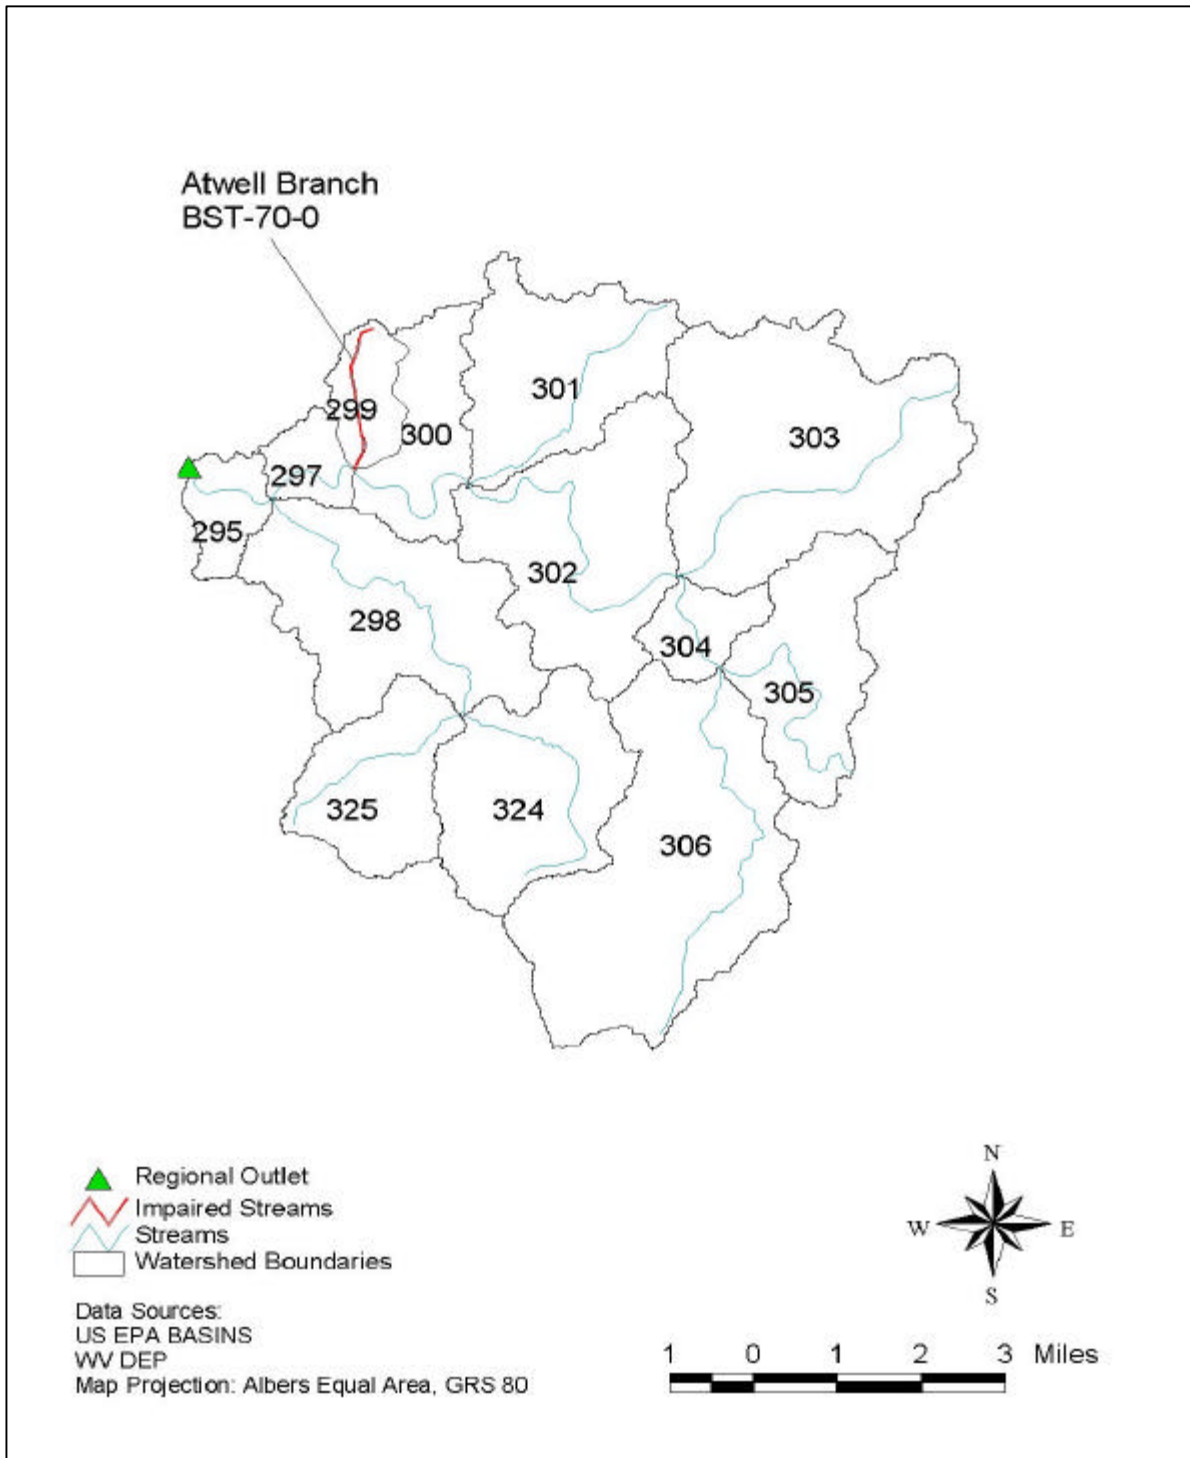 Atwell Branch
BST-70-0
301
299
300
303
297
295
302
298
304
305
325
324
306
Regional Outlet
Impaired Streams
Streams
Watershed Boundaries
N
W
E
S
Data Sources:
US EPA BASINS
WV DEP
Map Projection: Albers Equal Area, GRS 80
1 0 1 2 3 Miles